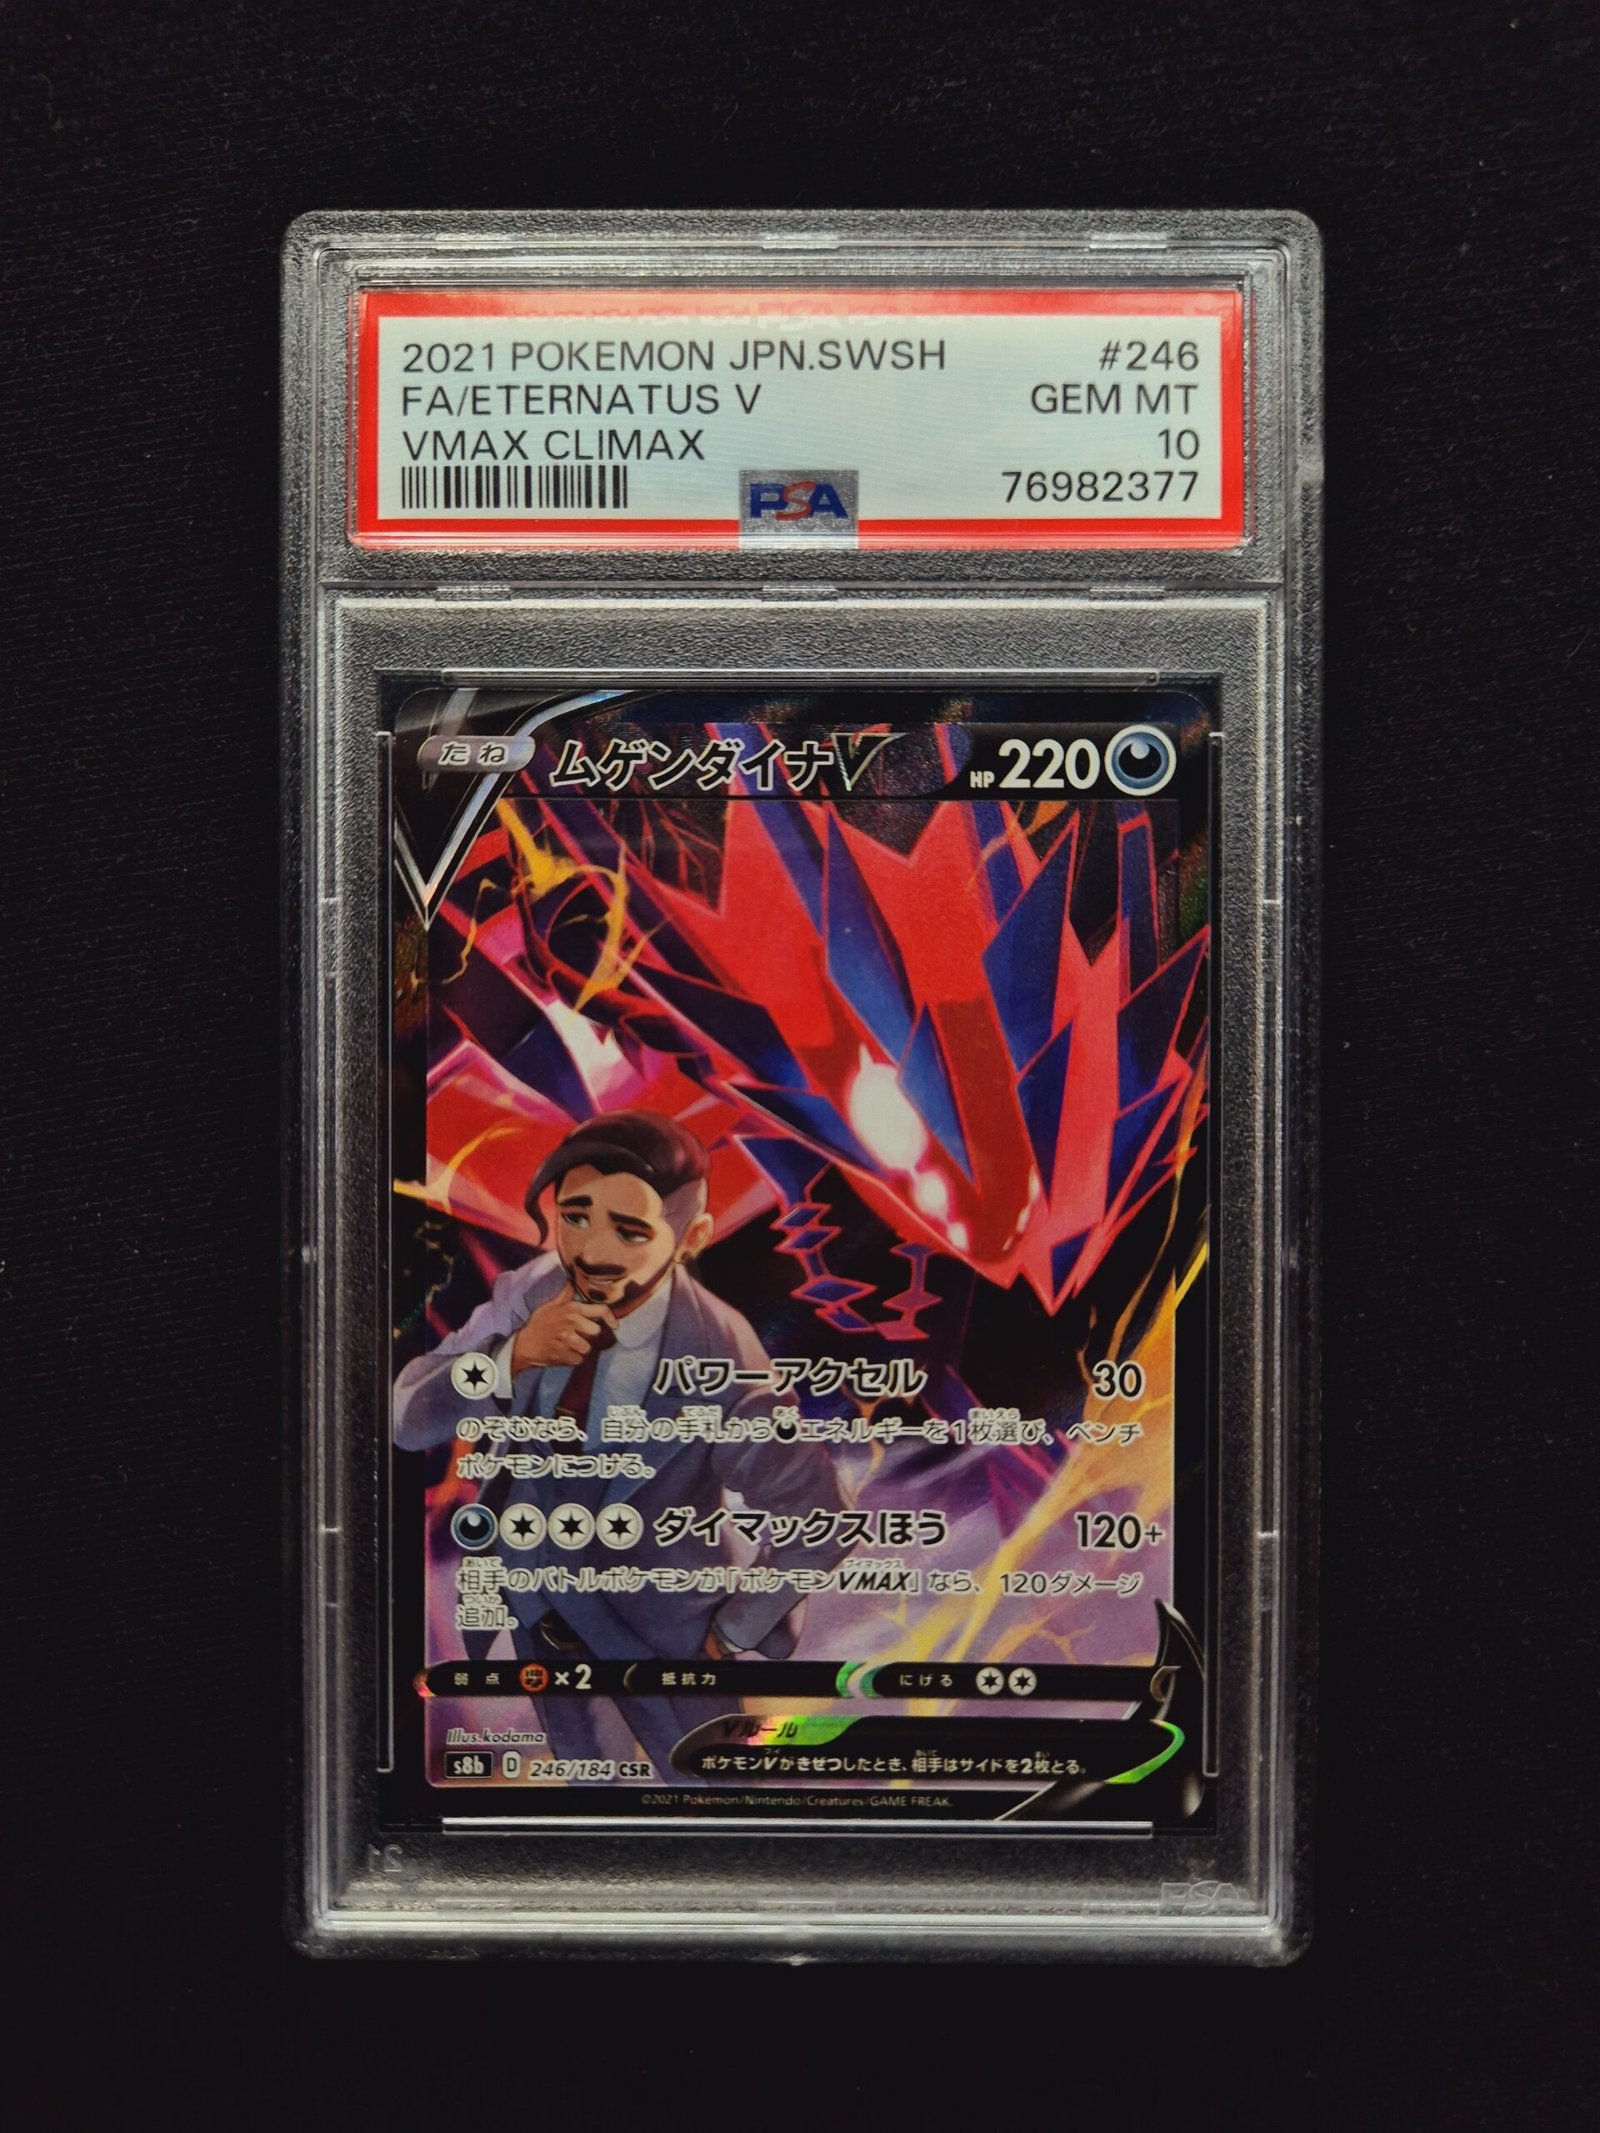 2021 POKEMON JPN.SWSH #246
FA/ETERNATUS V GEM MT
VMAX CLIMAX 10
76982377
PSA
たね ムゲンダイナV HP 220
パワーアクセル 30
のぞむなら、自分の手札からエネルギーを1枚選び、ベンチ
ポケモンにつける。
ダイマックスほう 120+
相手のバトルポケモンが「ポケモンVMAX」なら、120ダメージ
追加。
弱点 ×2 抵抗力 にげる
Illus.kodama
Vルール
ポケモンVがきぜつしたとき、相手はサイドを2枚とる。
s8b D 246/184 CSR
©2021 Pokémon/Nintendo/Creatures/GAME FREAK.
PSA